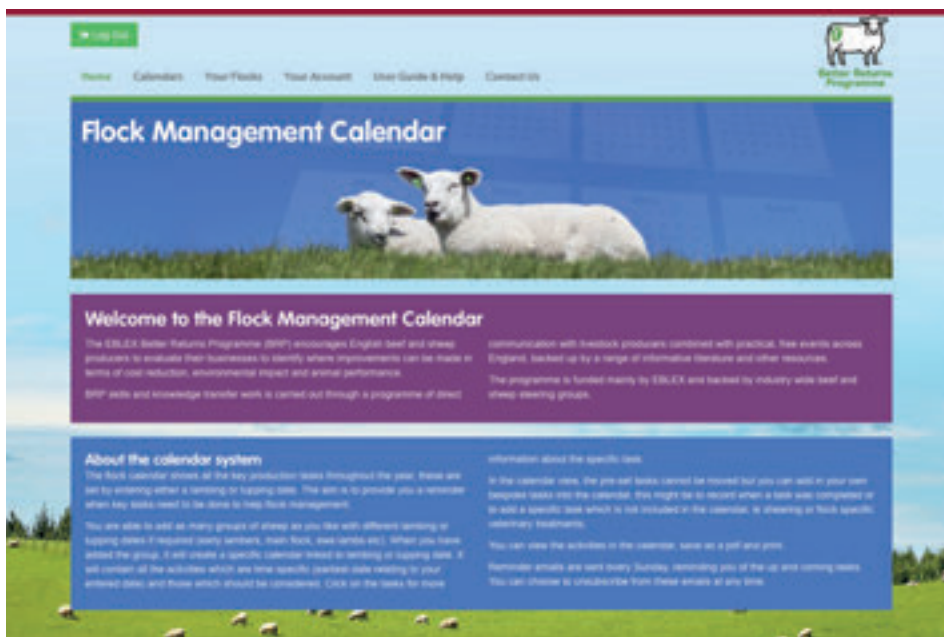 Log Out
Better Returns
Programme
Home Calendars Your Flocks Your Account User Guide & Help Contact Us
Flock Management Calendar
Welcome to the Flock Management Calendar
The EBLEX Better Returns Programme (BRP) encourages English beef and sheep
producers to evaluate their businesses to identify where improvements can be made in
terms of cost reduction, environmental impact and animal performance.
BRP skills and knowledge transfer work is carried out through a programme of direct
communication with livestock producers combined with practical, free events across
England, backed up by a range of informative literature and other resources.
The programme is funded mainly by EBLEX and backed by industry wide beef and
sheep steering groups.
About the calendar system
The flock calendar shows all the key production tasks throughout the year, these are
set by entering either a lambing or tupping date. The aim is to provide you a reminder
when key tasks need to be done to help flock management.
You are able to add as many groups of sheep as you like with different lambing or
tupping dates if required (early lambers, main flock, ewe lambs etc). When you have
added the group, it will create a specific calendar linked to lambing or tupping date. It
will contain all the activities which are time specific (earliest date relating to your
entered date) and those which should be considered. Click on the tasks for more
information about the specific task.
In the calendar view, the pre-set tasks cannot be moved but you can add in your own
bespoke tasks into the calendar, this might be to record when a task was completed or
to add a specific task which is not included in the calendar, ie shearing or flock specific
veterinary treatments.
You can view the activities in the calendar, save as a pdf and print.
Reminder emails are sent every Sunday, reminding you of the up and coming tasks.
You can choose to unsubscribe from these emails at any time.